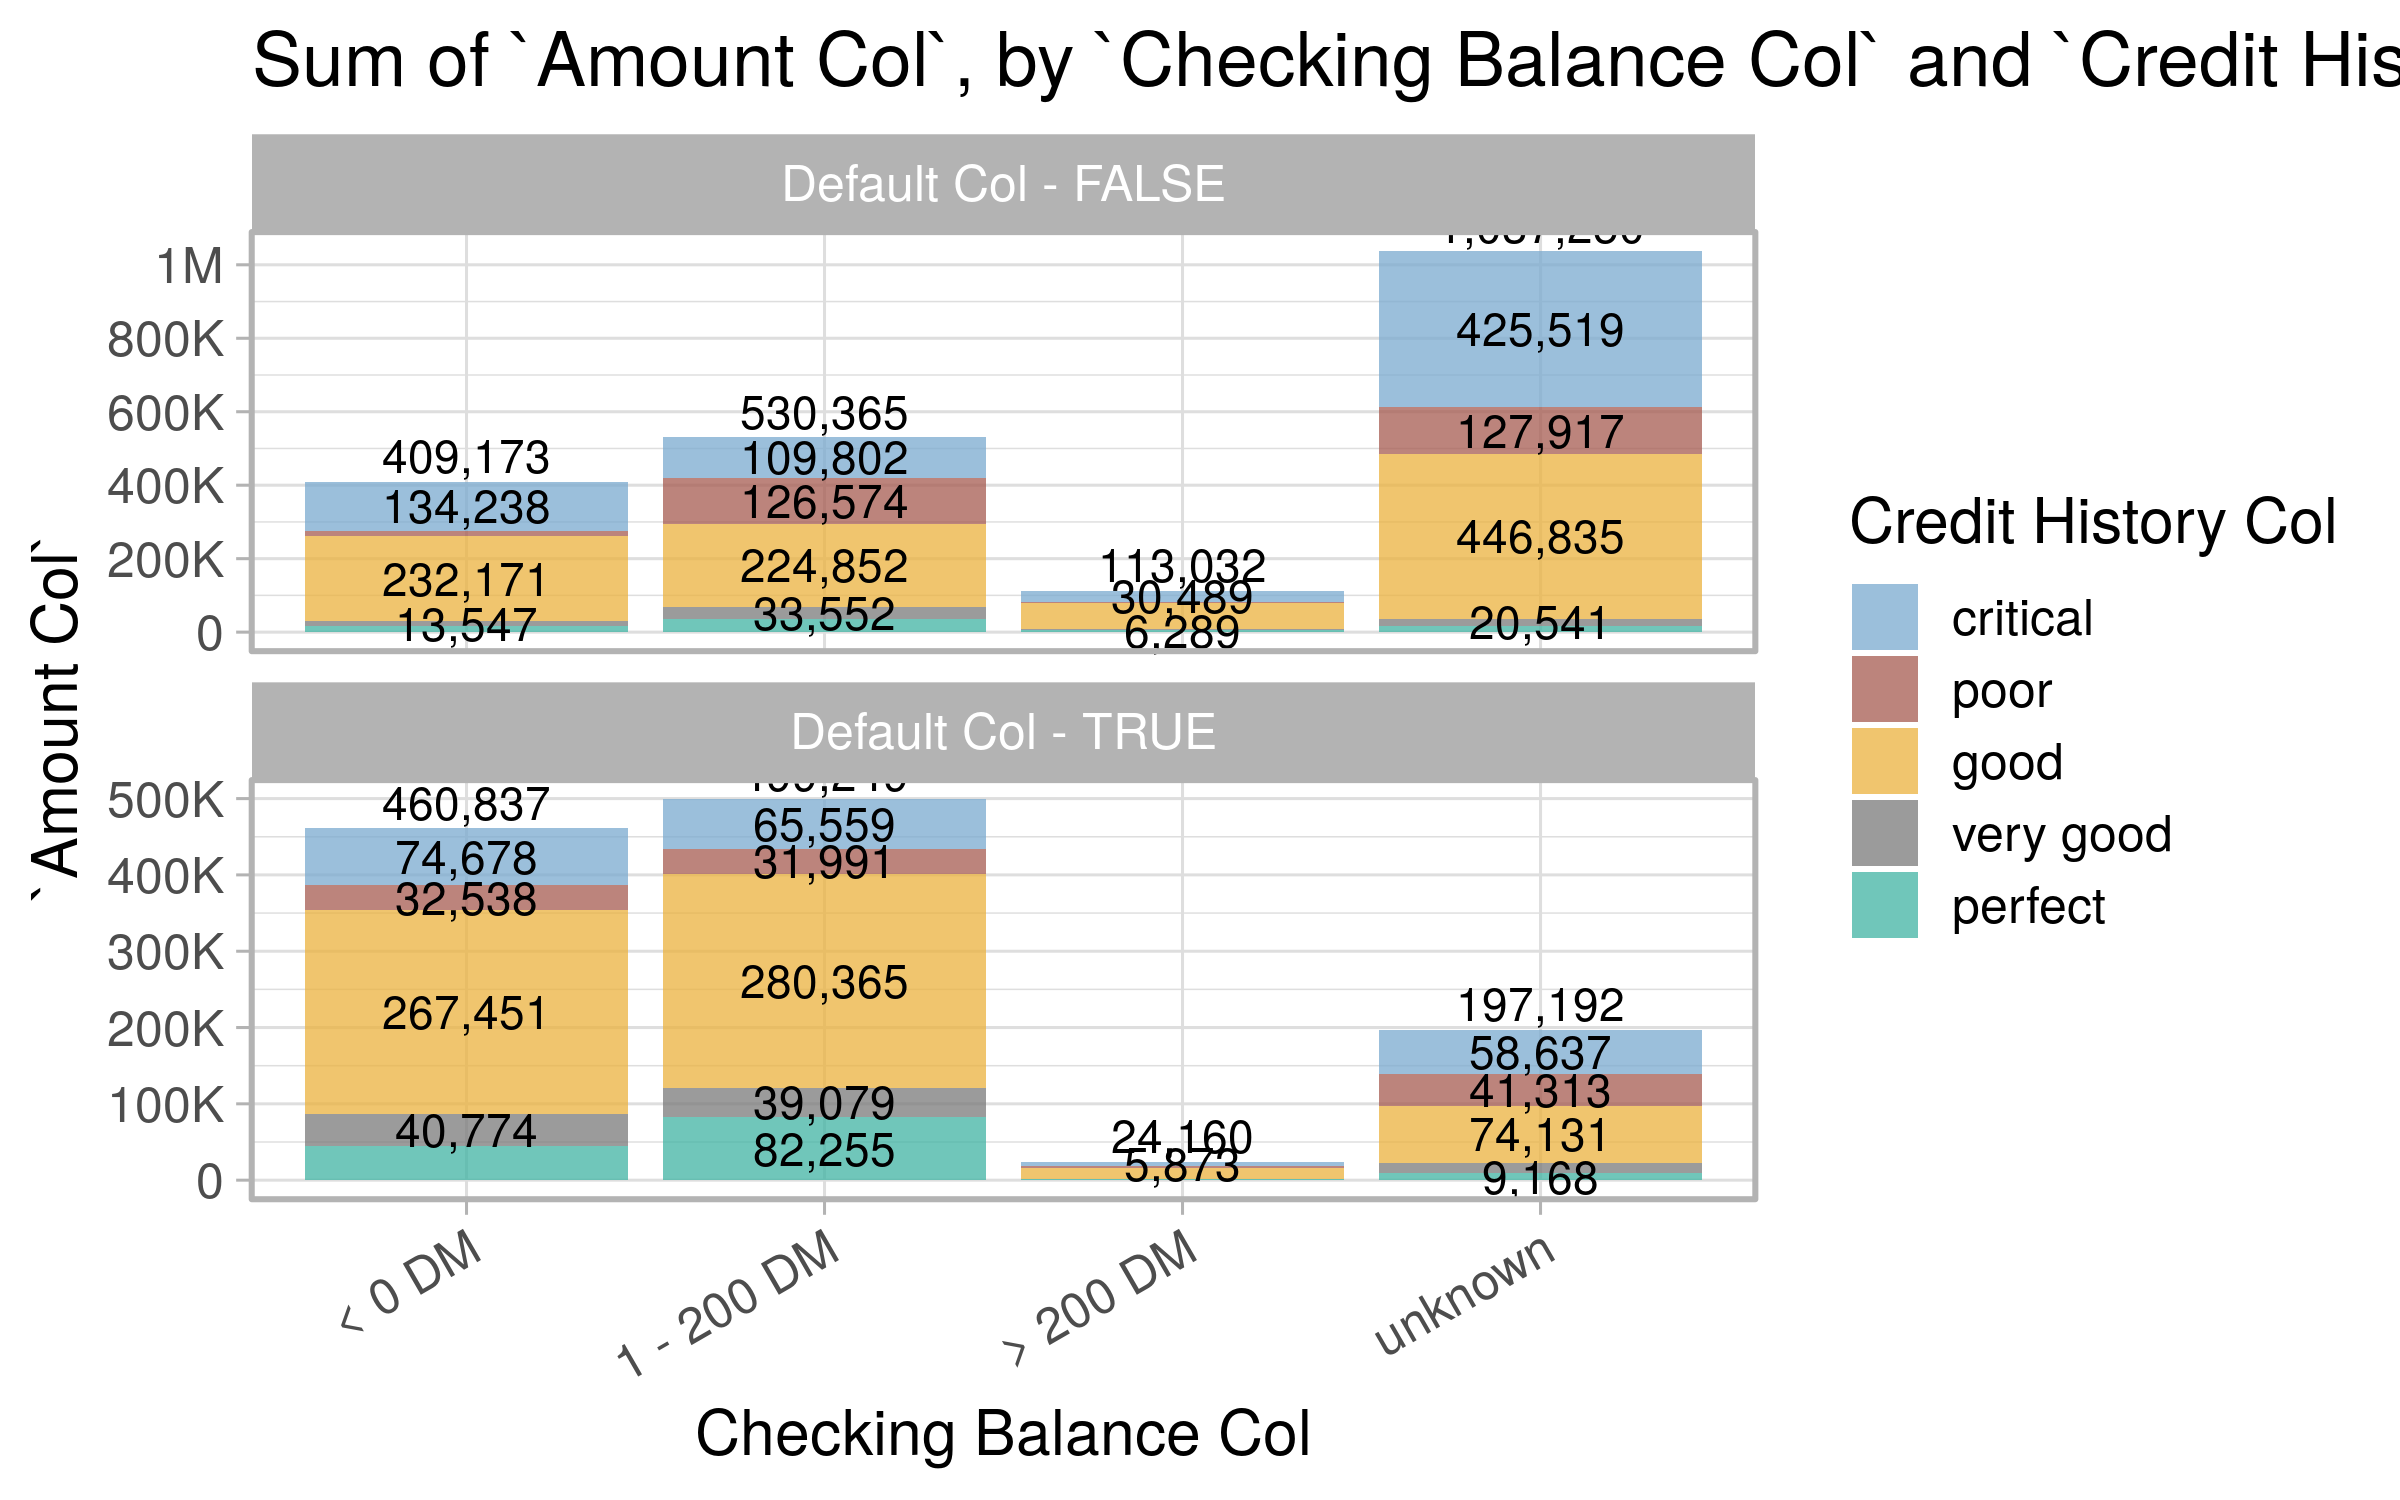 Sum of `Amount Col`, by `Checking Balance Col` and `Credit His
Default Col - FALSE
1M
800K
600K
400K
200K
0
409,173
134,238
232,171
13,547
530,365
109,802
126,574
224,852
33,552
113,032
30,489
6,289
425,519
127,917
446,835
20,541
`Amount Col`
Default Col - TRUE
500K
400K
300K
200K
100K
0
460,837
74,678
32,538
267,451
40,774
65,559
31,991
280,365
39,079
82,255
24,160
5,873
197,192
58,637
41,313
74,131
9,168
< 0 DM
1 - 200 DM
> 200 DM
unknown
Checking Balance Col
Credit History Col
critical
poor
good
very good
perfect